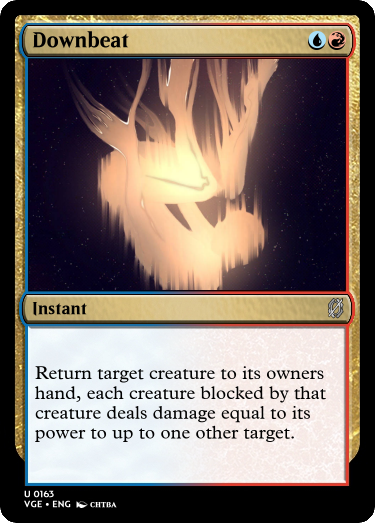 Downbeat
Instant
Return target creature to its owners
hand, each creature blocked by that
creature deals damage equal to its
power to up to one other target.
U 0163
VGE • ENG CHTBA